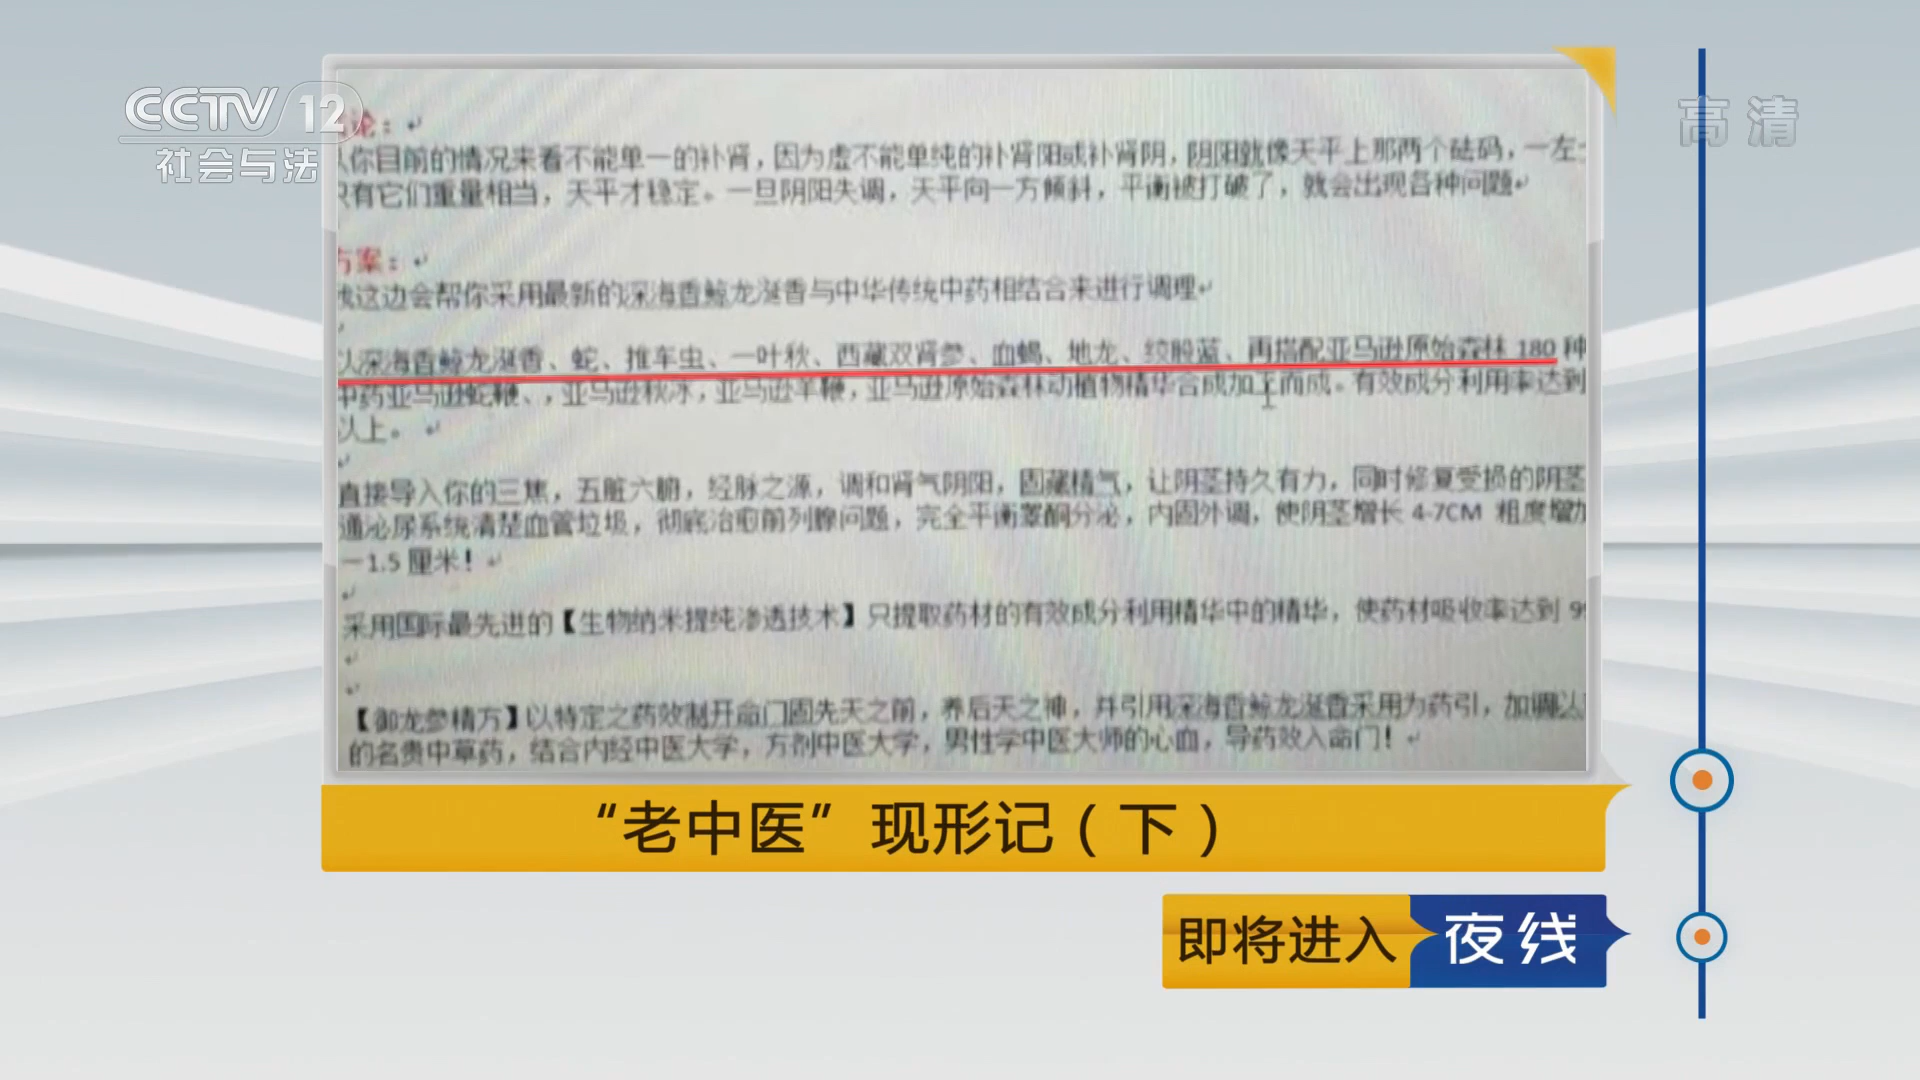 CCTV 12
社会与法
高清
论：
你目前的情况来看不能单一的补肾，因为虚不能单纯的补肾阳或补肾阴，阴阳就像天平上那两个砝码，一左
只有它们重量相当，天平才稳定。一旦阴阳失调，天平向一方倾斜，平衡被打破了，就会出现各种问题
方案：
我这边会帮你采用最新的深海香鲸龙涎香与中华传统中药相结合来进行调理
以深海香鲸龙涎香、蛇、推车虫、一叶秋、西藏双肾参、血蝎、地龙、绞股蓝、再搭配亚马逊原始森林 180 种
中药亚马逊蛇鞭、，亚马逊秋冰，亚马逊羊鞭，亚马逊原始森林动植物精华合成加工而成。有效成分利用率达到
以上。
直接导入你的三焦，五脏六腑，经脉之源，调和肾气阴阳，固藏精气，让阴茎持久有力，同时修复受损的阴茎
通泌尿系统清楚血管垃圾，彻底治愈前列腺问题，完全平衡睾酮分泌，内固外调，使阴茎增长 4-7CM 粗度增加
一1.5 厘米！
采用国际最先进的【生物纳米提纯渗透技术】只提取药材的有效成分利用精华中的精华，使药材吸收率达到
【御龙参精方】以特定之药效制开命门固先天之前，养后天之神，并引用深海香鲸龙涎香采用为药引，加调以
的名贵中草药，结合内经中医大学，方剂中医大学，男性学中医大师的心血，导药效入命门！
“老中医”现形记（下）
即将进入 夜线